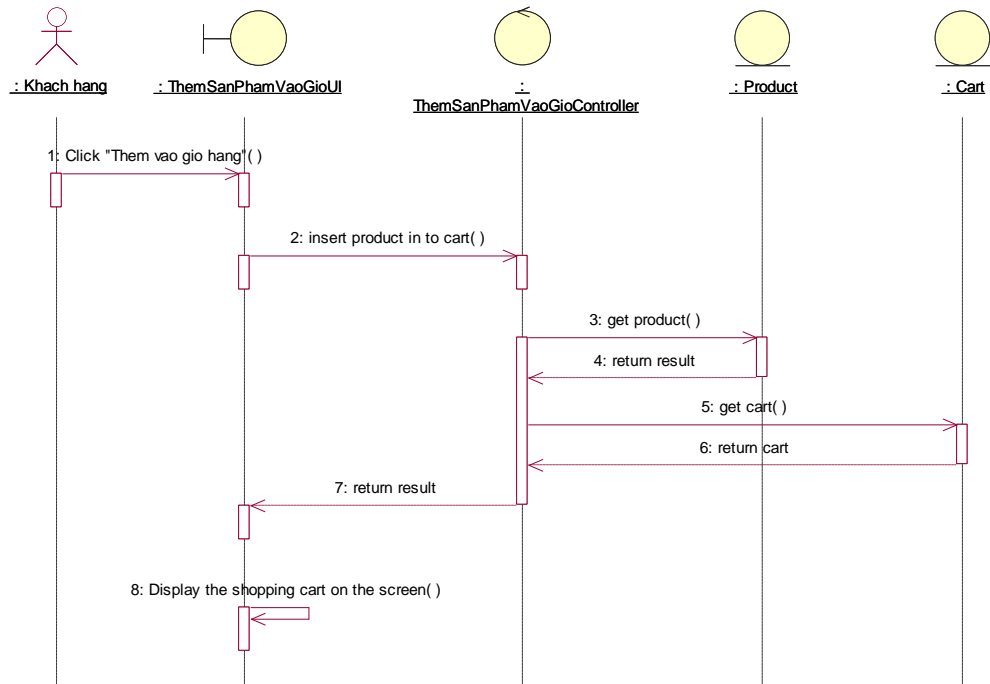 : Khach hang
: ThemSanPhamVaoGioUI
:
ThemSanPhamVaoGioController
: Product
: Cart
1: Click "Them vao gio hang"( )
2: insert product in to cart( )
3: get product( )
4: return result
5: get cart( )
6: return cart
7: return result
8: Display the shopping cart on the screen( )